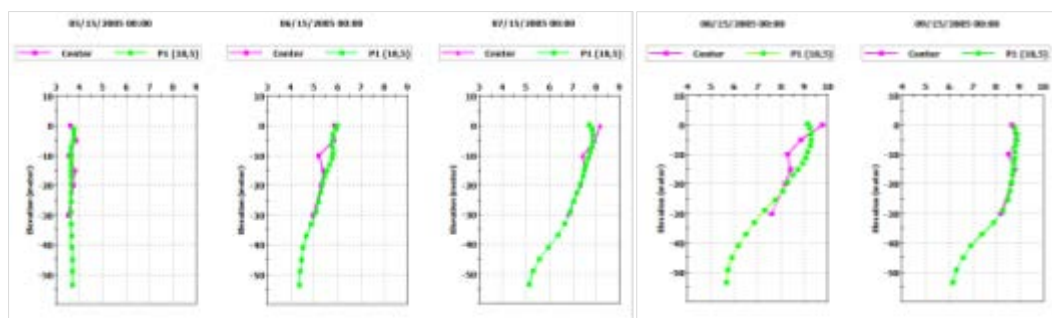 05/15/2005 00:00
Center P1 (18,5)
3 4 5 6 7 8 9
10
0
-10
-20
-30
-40
-50
Elevation (meter)
06/15/2005 00:00
Center P1 (18,5)
3 4 5 6 7 8 9
10
0
-10
-20
-30
-40
-50
Elevation (meter)
07/15/2005 00:00
Center P1 (18,5)
3 4 5 6 7 8 9
10
0
-10
-20
-30
-40
-50
Elevation (meter)
08/15/2005 00:00
Center P1 (18,5)
4 5 6 7 8 9 10
10
0
-10
-20
-30
-40
-50
Elevation (meter)
09/15/2005 00:00
Center P1 (18,5)
4 5 6 7 8 9 10
10
0
-10
-20
-30
-40
-50
Elevation (meter)